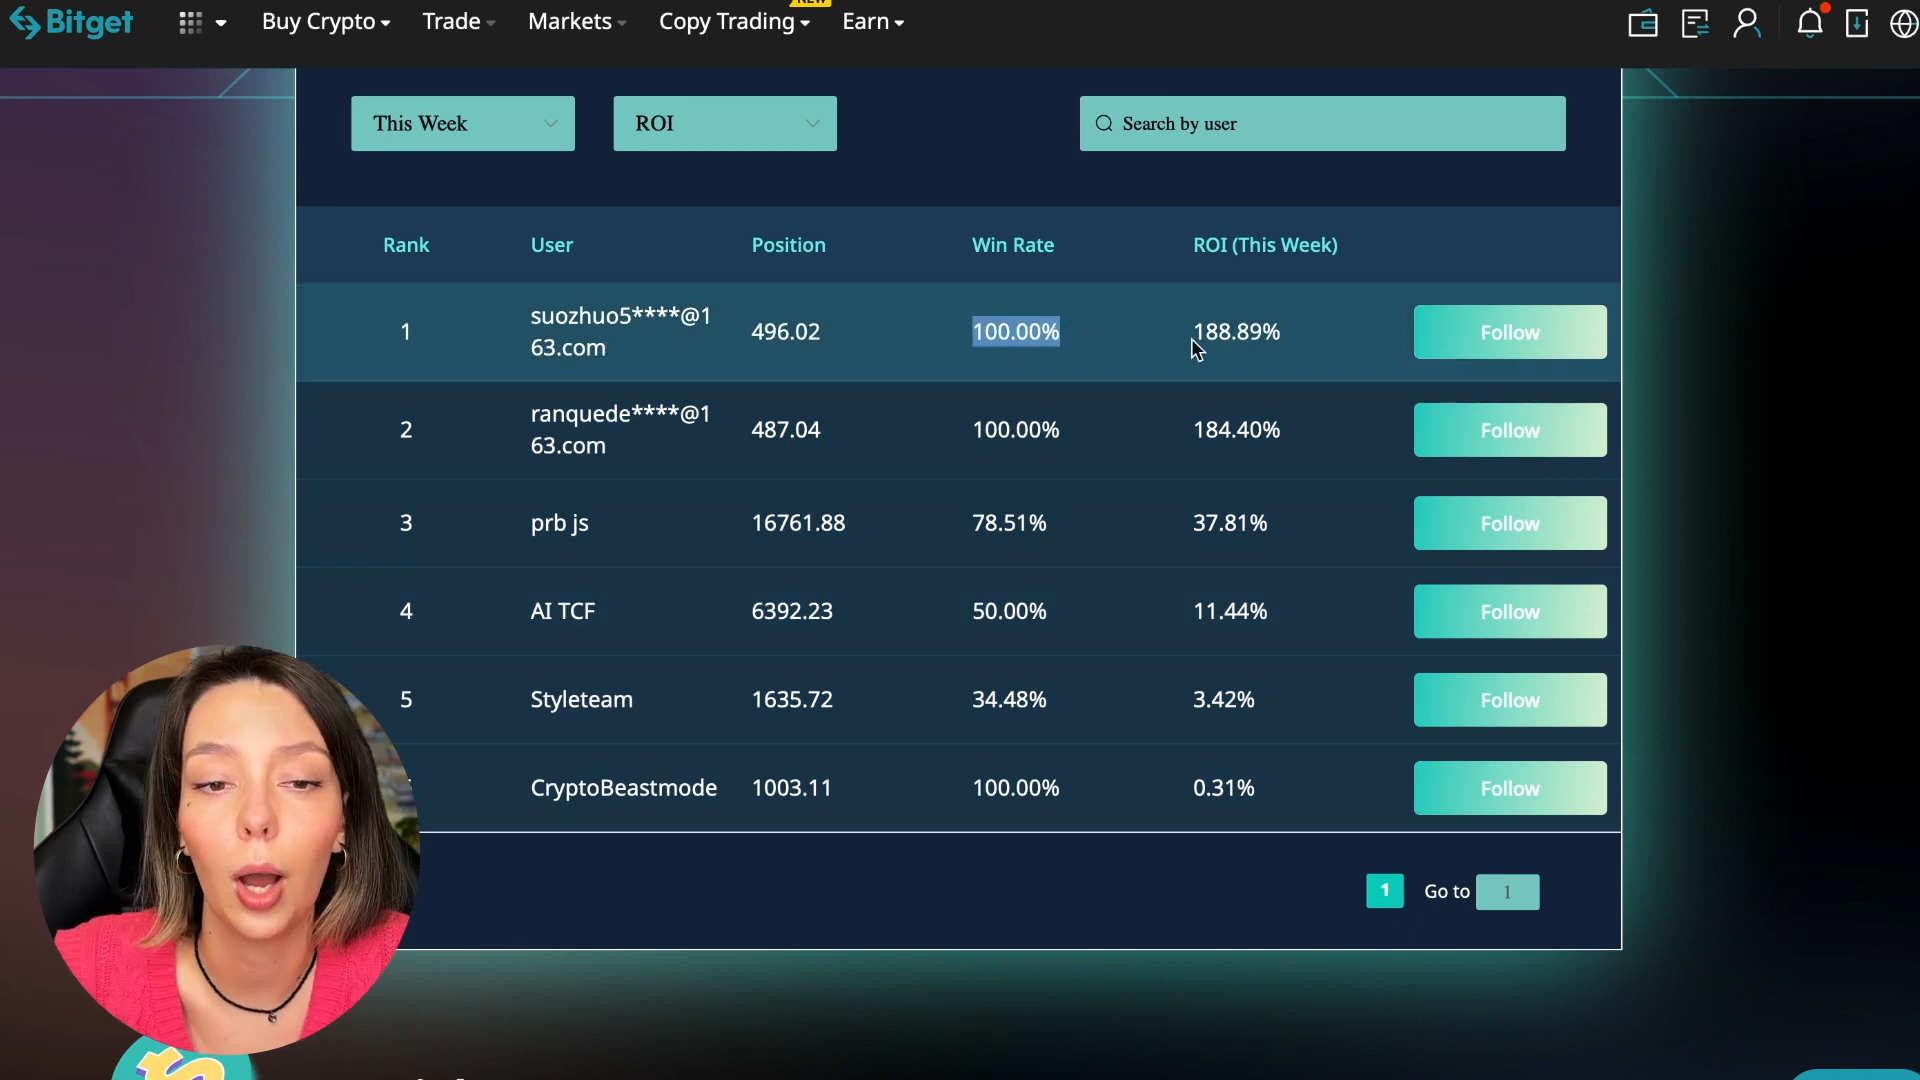 Bitget
Buy Crypto
Trade
Markets
Copy Trading
NEW
Earn
This Week
ROI
Search by user
Rank User Position Win Rate ROI (This Week)
1 suozhuo5****@1 496.02 100.00% 188.89% Follow
63.com
2 ranquede****@1 487.04 100.00% 184.40% Follow
63.com
3 prb js 16761.88 78.51% 37.81% Follow
4 AI TCF 6392.23 50.00% 11.44% Follow
5 Styleteam 1635.72 34.48% 3.42% Follow
CryptoBeastmode 1003.11 100.00% 0.31% Follow
1 Go to 1